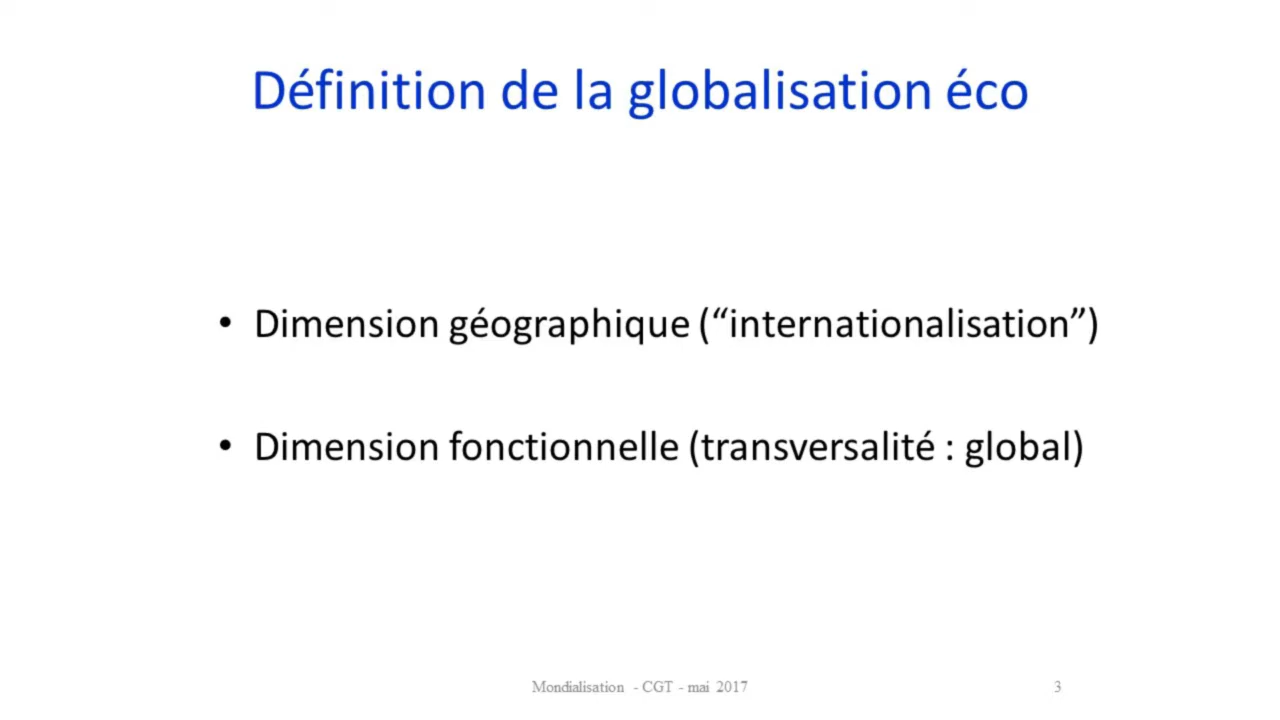 Définition de la globalisation éco
• Dimension géographique (“internationalisation”)
• Dimension fonctionnelle (transversalité : global)
Mondialisation - CGT - mai 2017
3